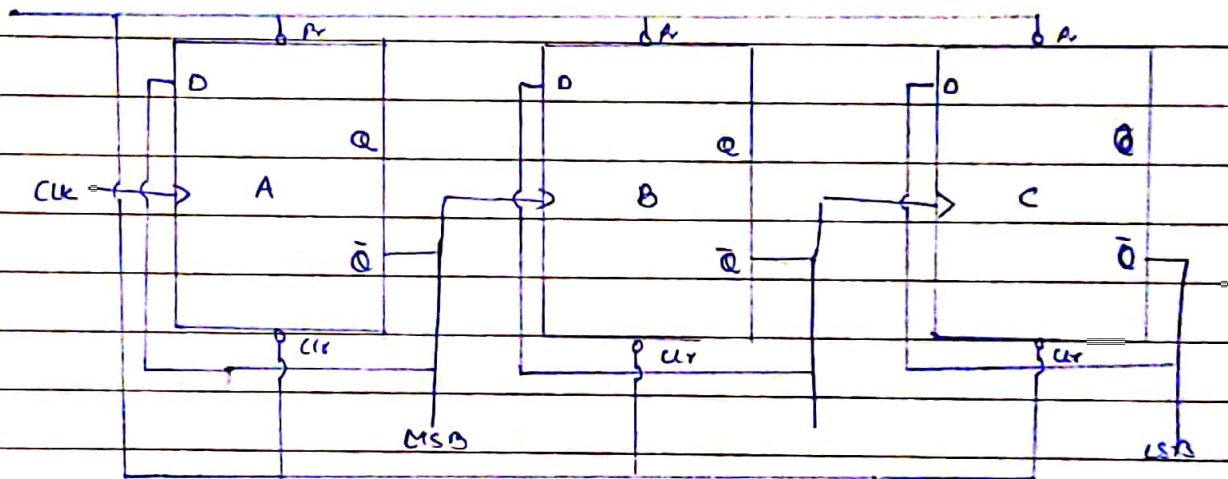 Pr Pr Pr
D D D
Q Q Q
Clk A B C
Q̄ Q̄ Q̄
Clr Clr Clr
MSB LSB